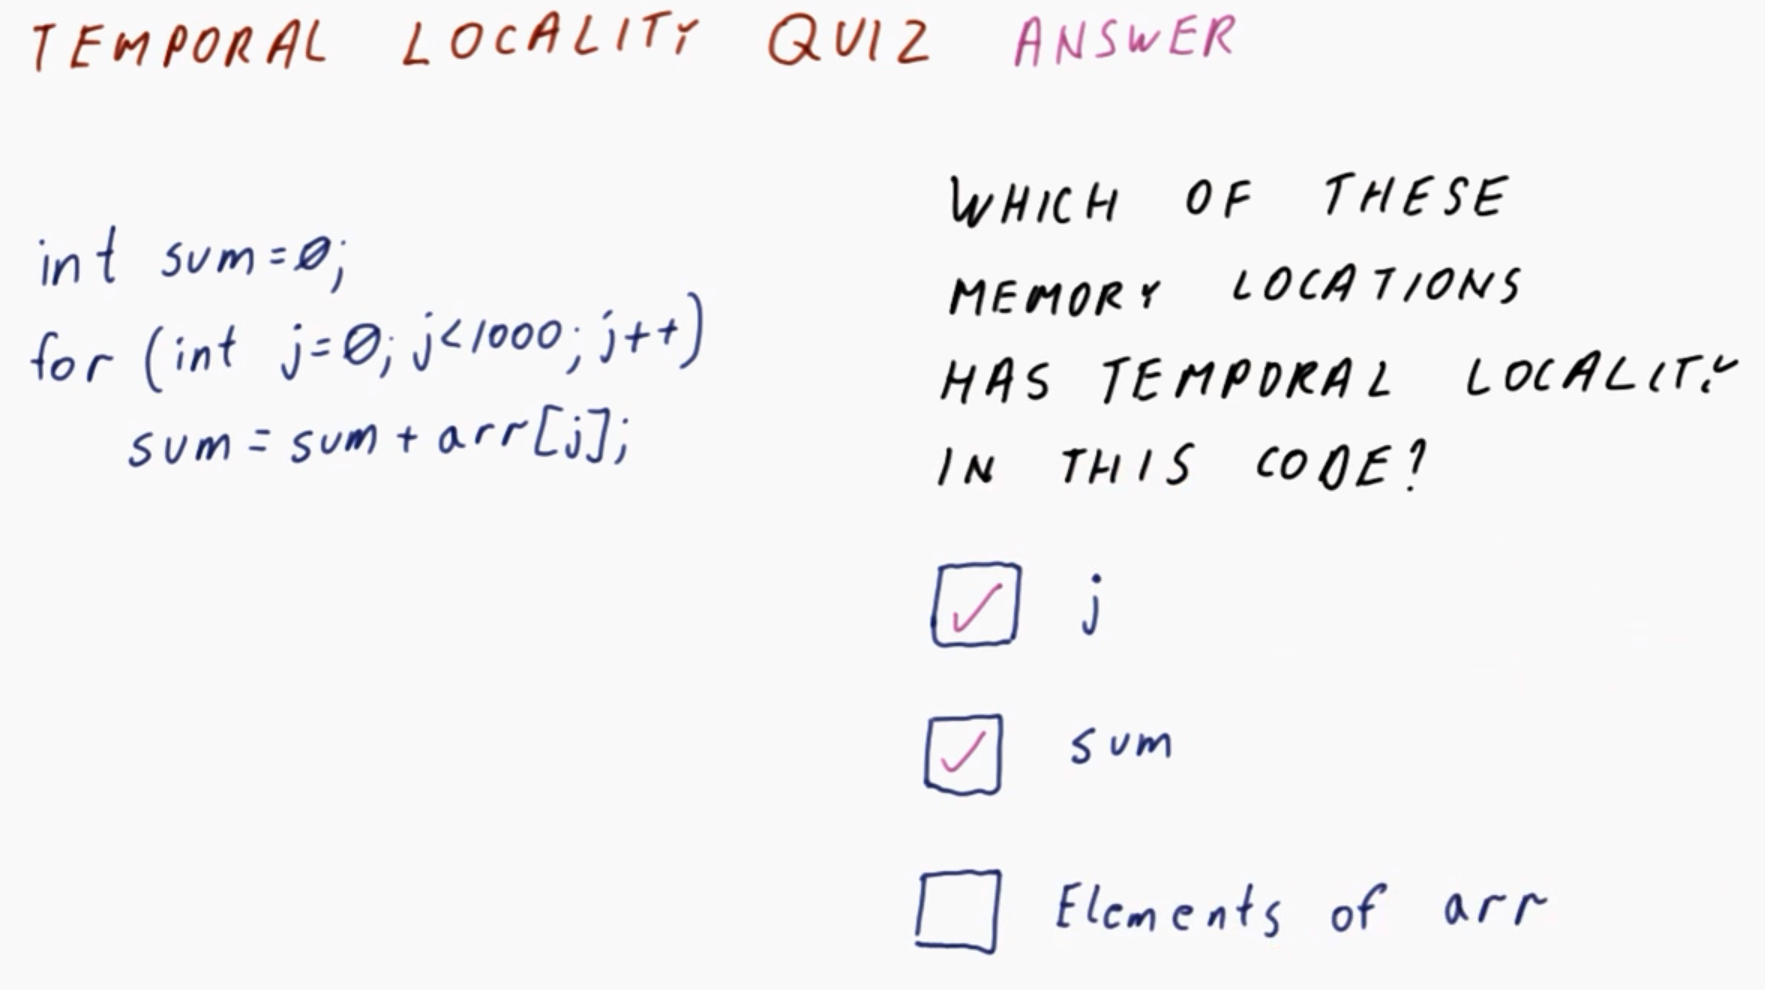 TEMPORAL LOCALITY QUIZ ANSWER
int sum=0;
for (int j=0; j<1000; j++)
sum = sum + arr[j];
WHICH OF THESE
MEMORY LOCATIONS
HAS TEMPORAL LOCALITY
IN THIS CODE?
✓ j
✓ sum
Elements of arr